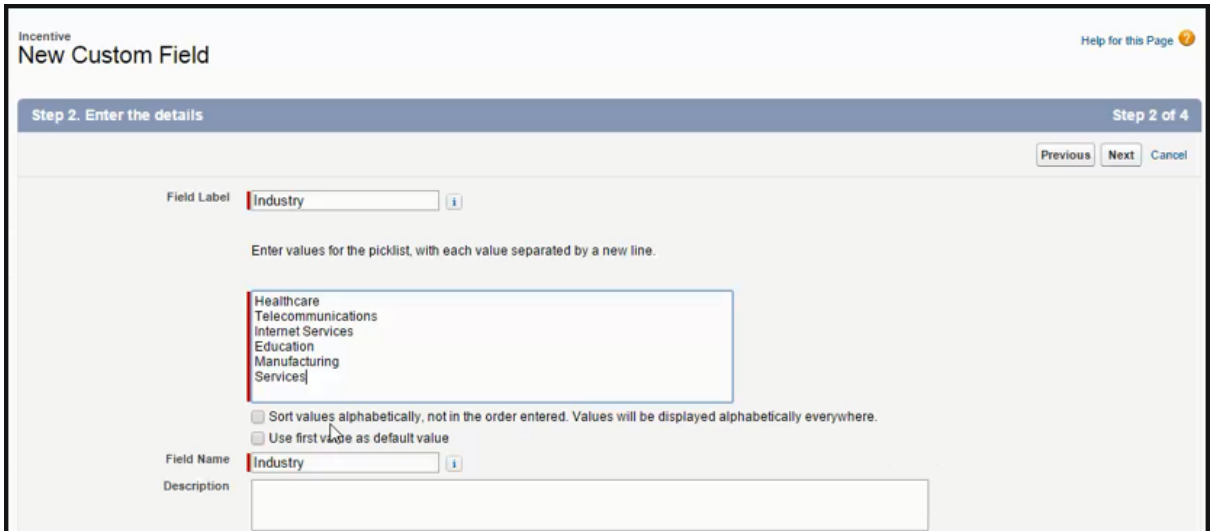 Incentive
New Custom Field
Help for this Page
Step 2. Enter the details
Step 2 of 4
Previous Next Cancel
Field Label Industry
Enter values for the picklist, with each value separated by a new line.
Healthcare
Telecommunications
Internet Services
Education
Manufacturing
Services
Sort values alphabetically, not in the order entered. Values will be displayed alphabetically everywhere.
Use first value as default value
Field Name Industry
Description